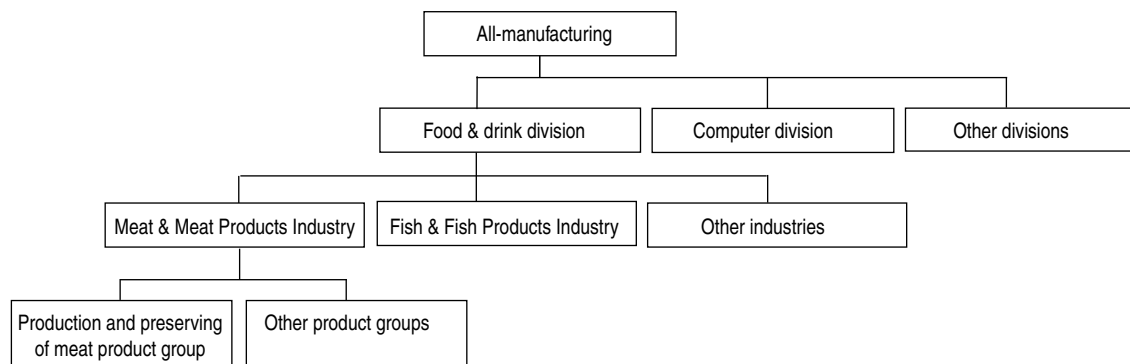 All-manufacturing
Food & drink division
Computer division
Other divisions
Meat & Meat Products Industry
Fish & Fish Products Industry
Other industries
Production and preserving
of meat product group
Other product groups